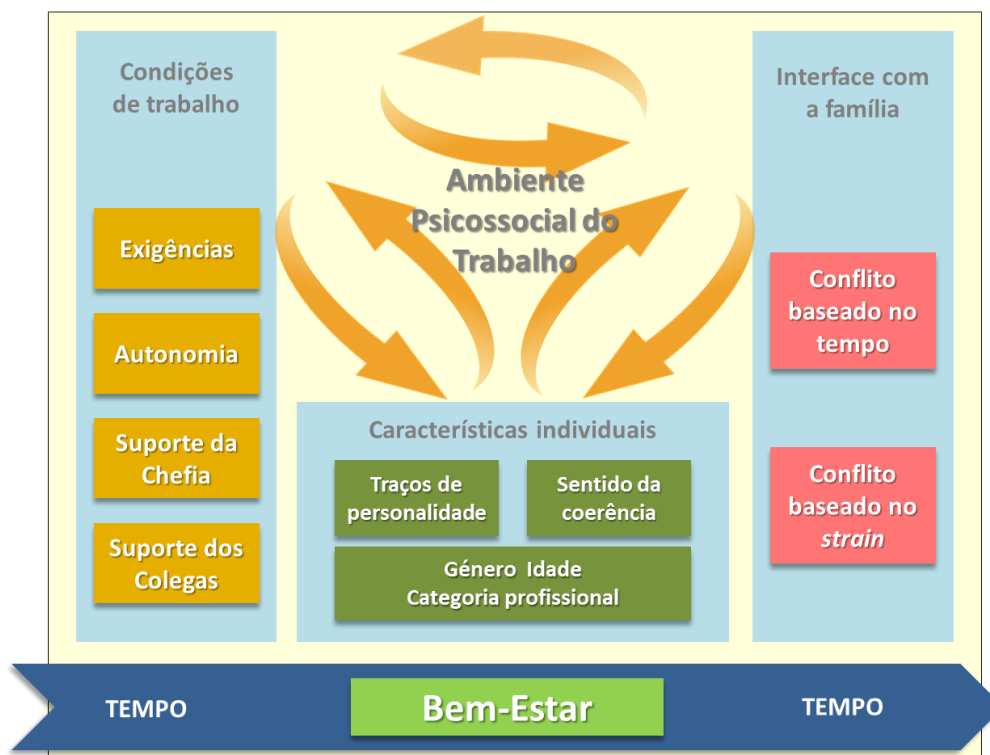 Condições
de trabalho
Exigências
Autonomia
Suporte da
Chefia
Suporte dos
Colegas
Ambiente
Psicossocial do
Trabalho
Características individuais
Traços de
personalidade
Sentido da
coerência
Género Idade
Categoria profissional
Interface com
a família
Conflito
baseado no
tempo
Conflito
baseado no
strain
TEMPO
Bem-Estar
TEMPO